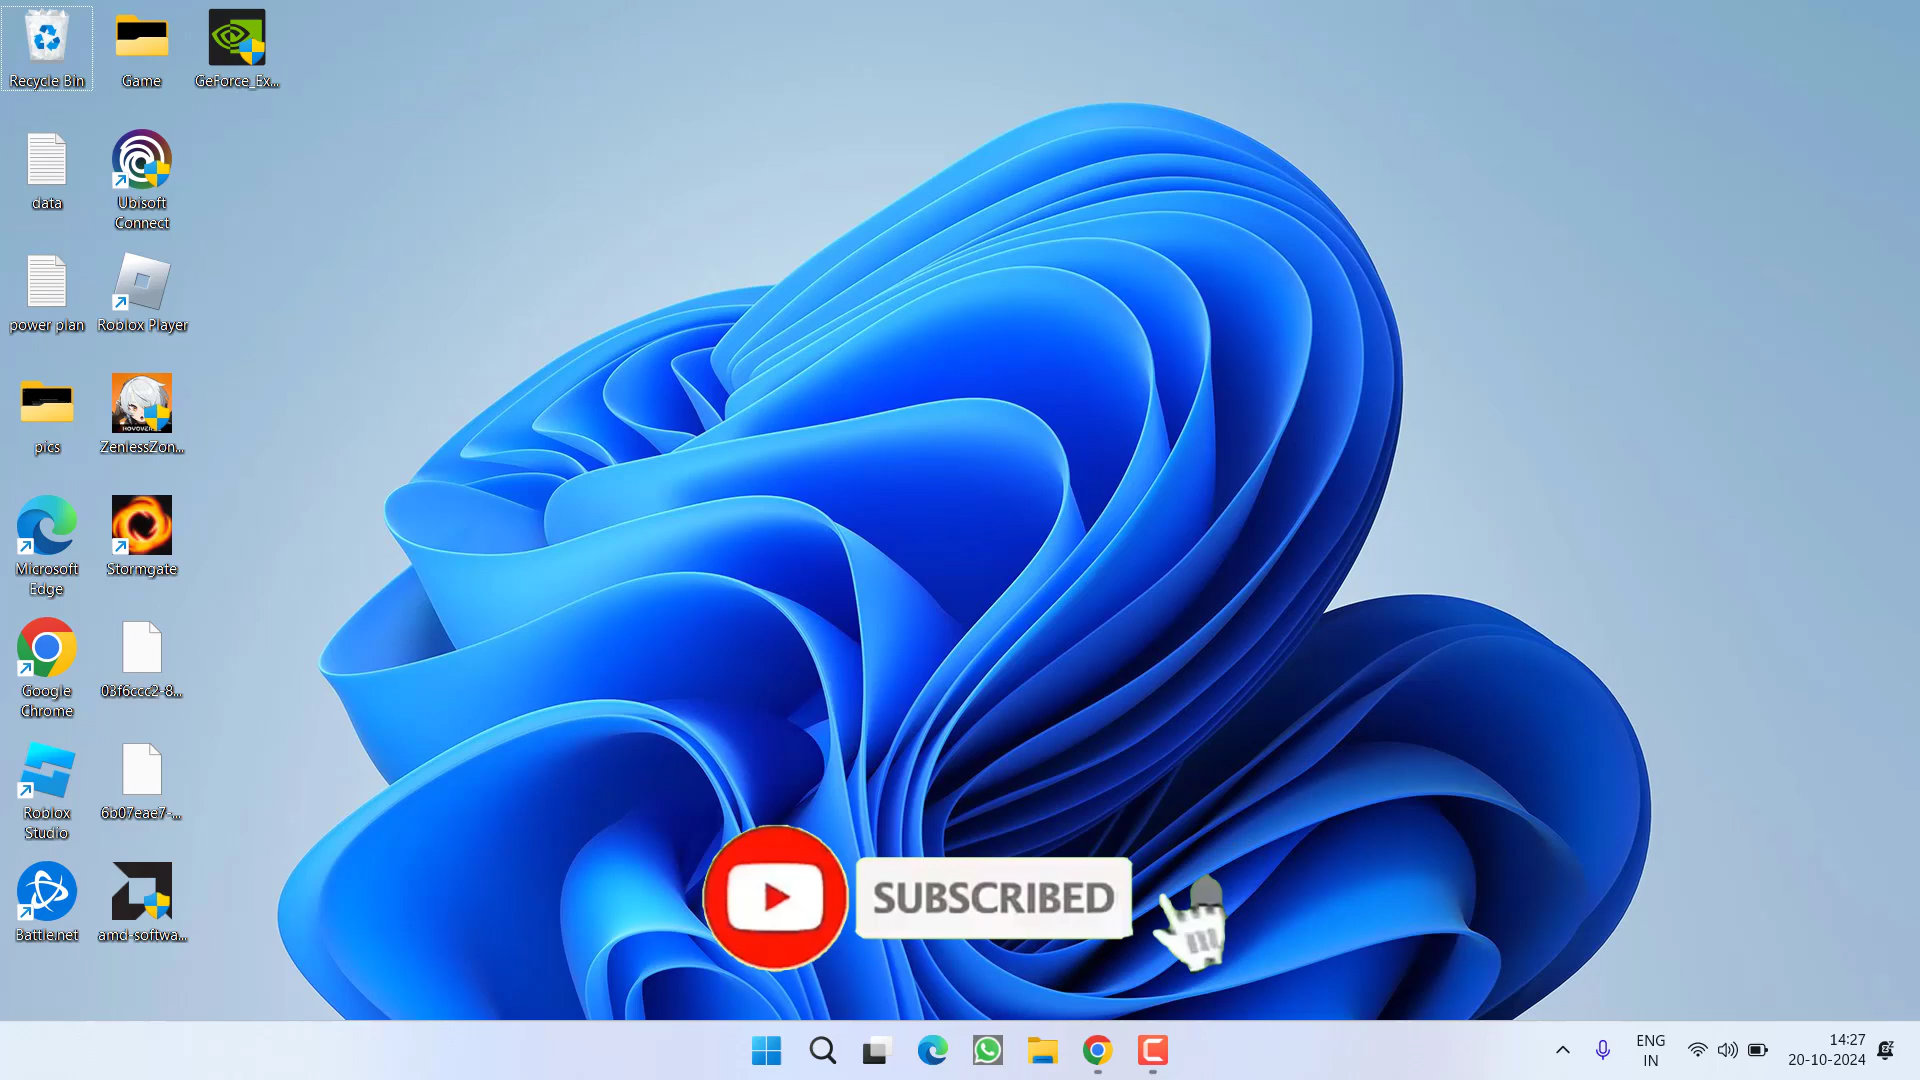 Recycle Bin
Game
GeForce_Ex...
data
Ubisoft
Connect
power plan
Roblox Player
pics
HOYOVERSE
ZenlessZon...
Microsoft
Edge
Stormgate
Google
Chrome
03f6ccc2-8...
Roblox
Studio
6b07eae7-...
Battle.net
amd-softwa...
SUBSCRIBED
ENG
IN
14:27
20-10-2024